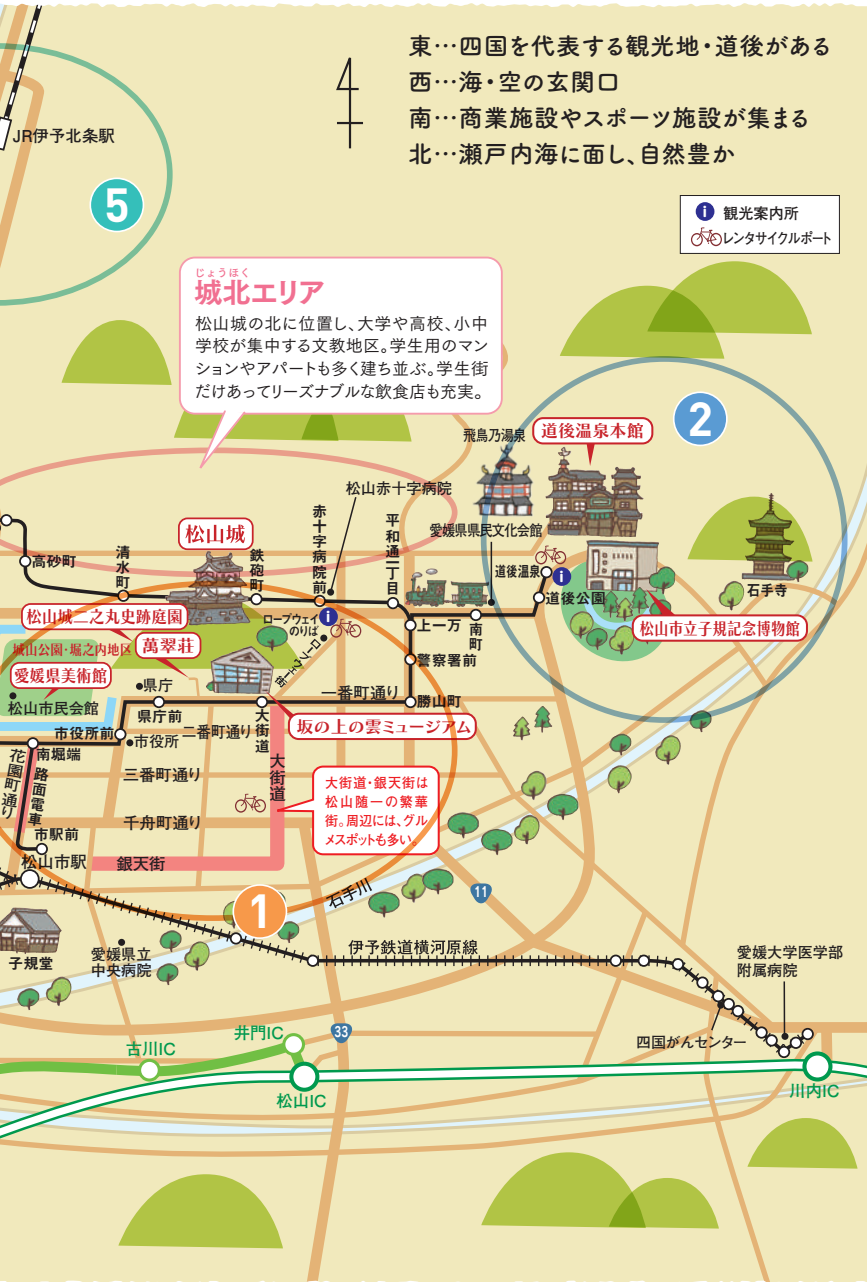 東…四国を代表する観光地・道後がある
西…海・空の玄関口
南…商業施設やスポーツ施設が集まる
北…瀬戸内海に面し、自然豊か
JR伊予北条駅
5
i 観光案内所
レンタサイクルポート
じょうほく
城北エリア
松山城の北に位置し、大学や高校、小中
学校が集中する文教地区。学生用のマン
ションやアパートも多く建ち並ぶ。学生街
だけあってリーズナブルな飲食店も充実。
2
飛鳥乃湯泉
道後温泉本館
松山赤十字病院
愛媛県県民文化会館
松山城
高砂町
清水町
鉄砲町
赤十字病院前
平和通一丁目
道後温泉
i
道後公園
石手寺
松山市立子規記念博物館
松山城二之丸史跡庭園
ロープウェイ
のりば
i
ロープウェイ街
上一万
南町
城山公園・堀之内地区
萬翠荘
愛媛県美術館
警察署前
松山市民会館
県庁
県庁前
一番町通り
勝山町
市役所前
市役所
二番町通り
大街道
坂の上の雲ミュージアム
南堀端
花園町通り
路面電車
三番町通り
大街道
大街道・銀天街は
松山随一の繁華
街。周辺には、グル
メスポットも多い。
千舟町通り
市駅前
松山市駅
銀天街
1
石手川
11
子規堂
愛媛県立
中央病院
伊予鉄道横河原線
愛媛大学医学部
附属病院
四国がんセンター
33
井門IC
古川IC
松山IC
川内IC